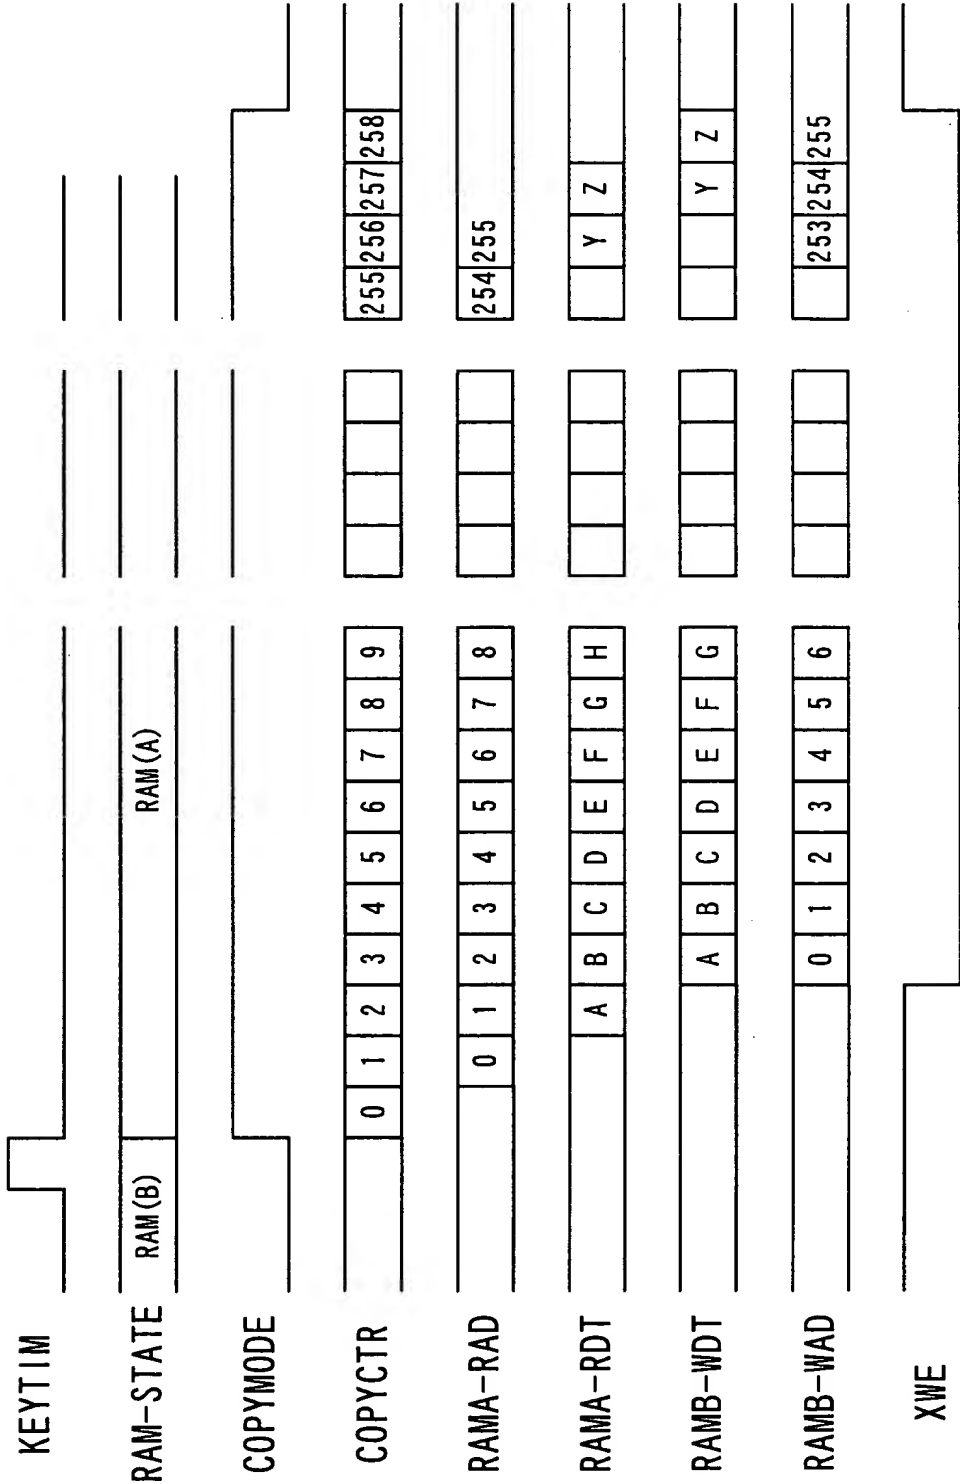 KEYTIM
RAM-STATE RAM(B) RAM(A)
COPYMODE
COPYCTR 0 1 2 3 4 5 6 7 8 9 255 256 257 258
RAMA-RAD 0 1 2 3 4 5 6 7 8 254 255
RAMA-RDT A B C D E F G H Y Z
RAMB-WDT A B C D E F G Y Z
RAMB-WAD 0 1 2 3 4 5 6 253 254 255
XWE